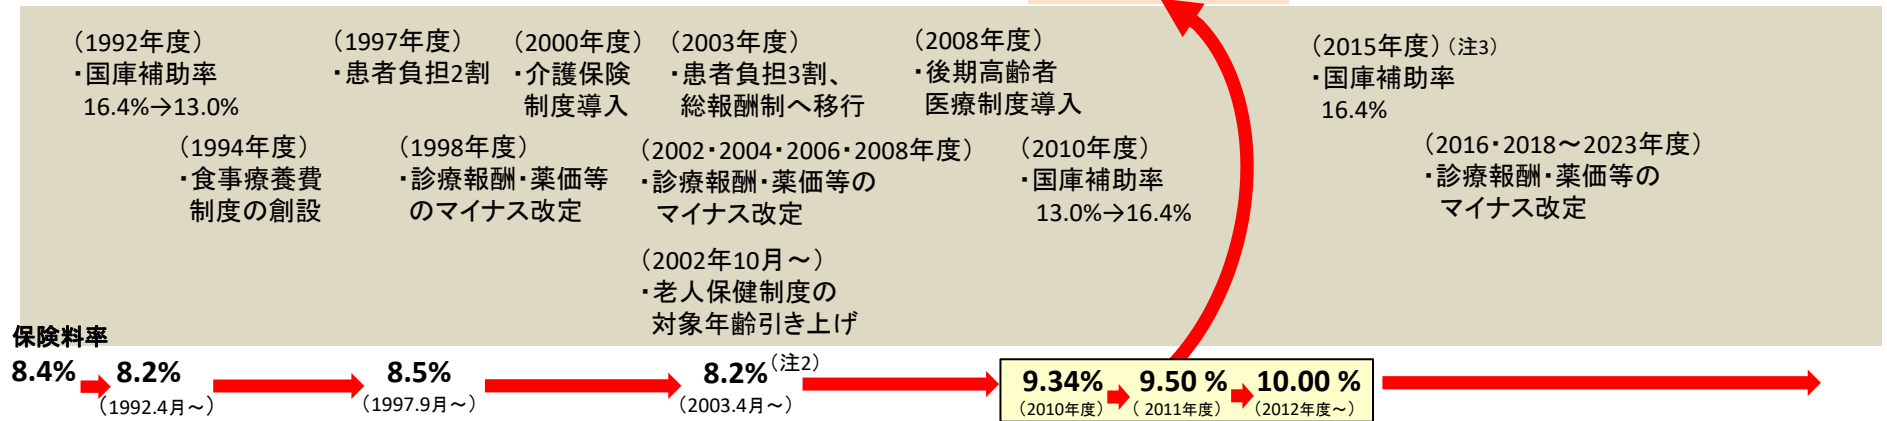 （1992年度）
・国庫補助率
16.4%→13.0%
（1997年度）
・患者負担2割
（2000年度）
・介護保険
制度導入
（2003年度）
・患者負担3割、
総報酬制へ移行
（2008年度）
・後期高齢者
医療制度導入
（2015年度）（注3）
・国庫補助率
16.4%
（1994年度）
・食事療養費
制度の創設
（1998年度）
・診療報酬・薬価等
のマイナス改定
（2002・2004・2006・2008年度）
・診療報酬・薬価等の
マイナス改定
（2010年度）
・国庫補助率
13.0%→16.4%
（2016・2018～2023年度）
・診療報酬・薬価等の
マイナス改定
（2002年10月～）
・老人保健制度の
対象年齢引き上げ
保険料率
8.4%
8.2%
（1992.4月～）
8.5%
（1997.9月～）
8.2%（注2）
（2003.4月～）
9.34%
（2010年度）
9.50 %
（ 2011年度）
10.00 %
（2012年度～）